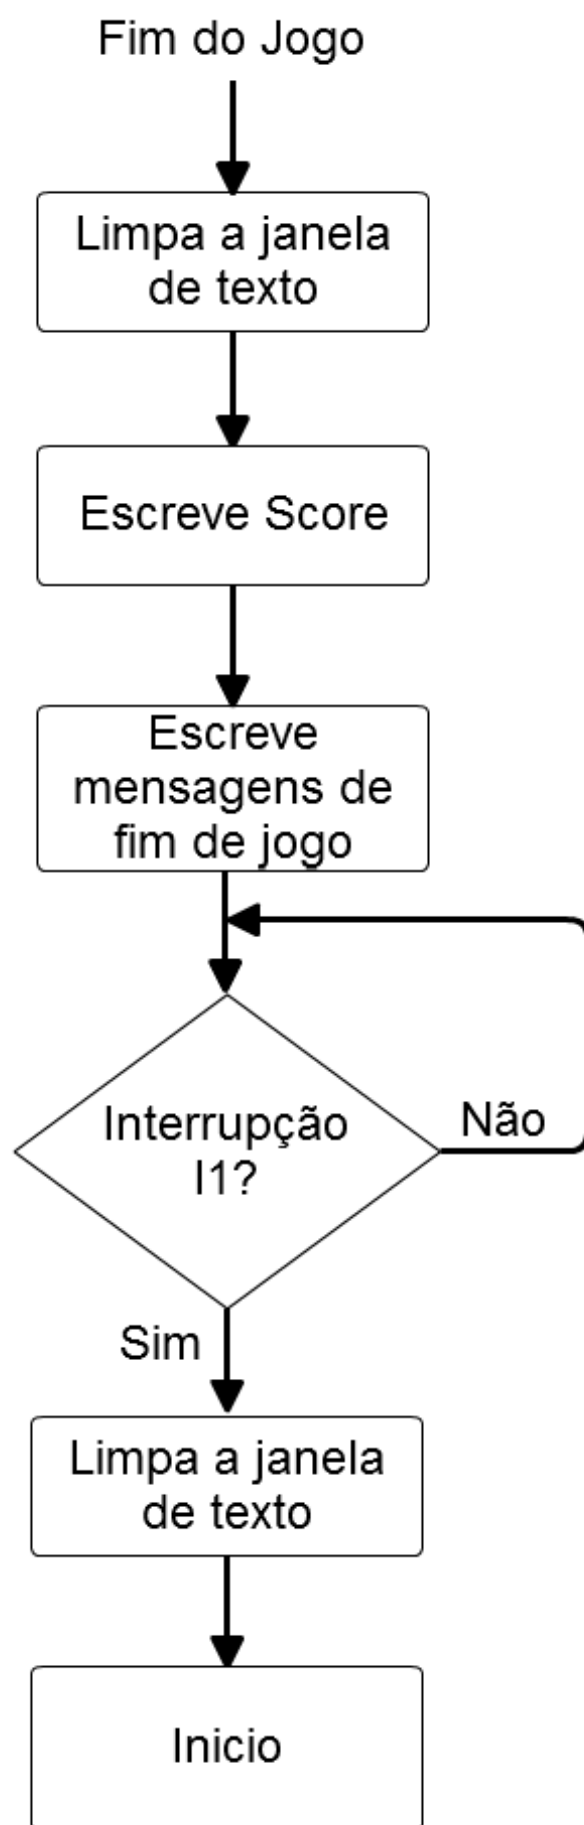 Fim do Jogo
Limpa a janela
de texto
Escreve Score
Escreve
mensagens de
fim de jogo
Interrupção
I1?
Não
Sim
Limpa a janela
de texto
Inicio